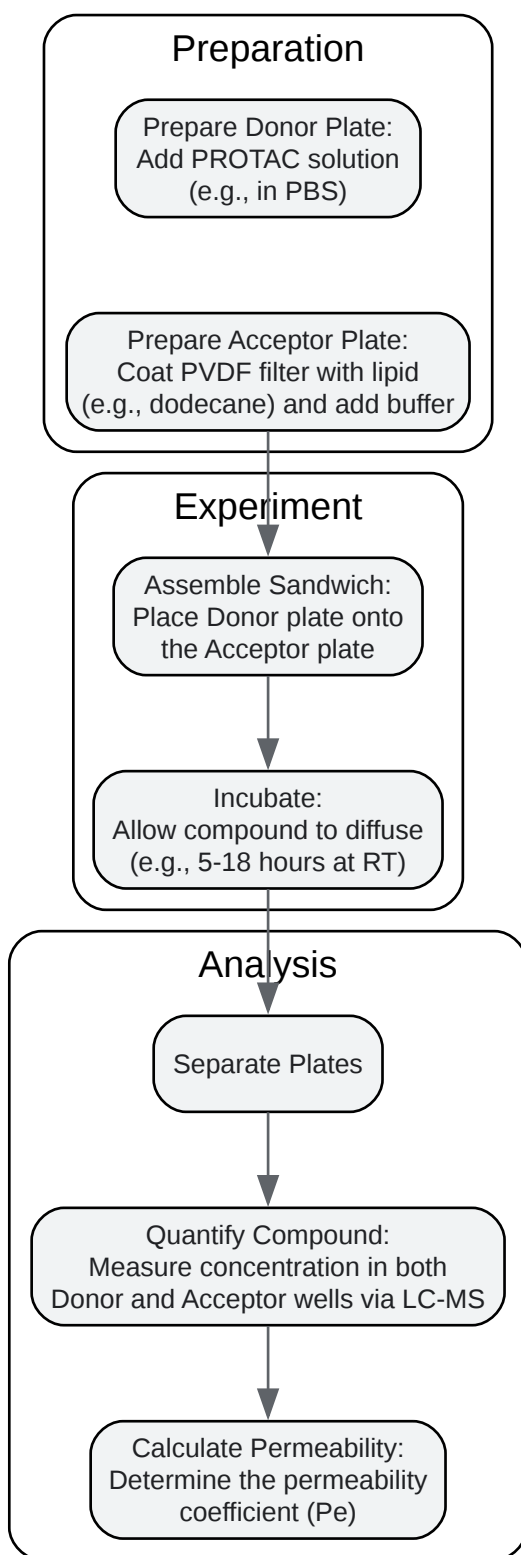 Preparation
Prepare Donor Plate:
Add PROTAC solution
(e.g., in PBS)
Prepare Acceptor Plate:
Coat PVDF filter with lipid
(e.g., dodecane) and add buffer
Experiment
Assemble Sandwich:
Place Donor plate onto
the Acceptor plate
Incubate:
Allow compound to diffuse
(e.g., 5-18 hours at RT)
Analysis
Separate Plates
Quantify Compound:
Measure concentration in both
Donor and Acceptor wells via LC-MS
Calculate Permeability:
Determine the permeability
coefficient (Pe)